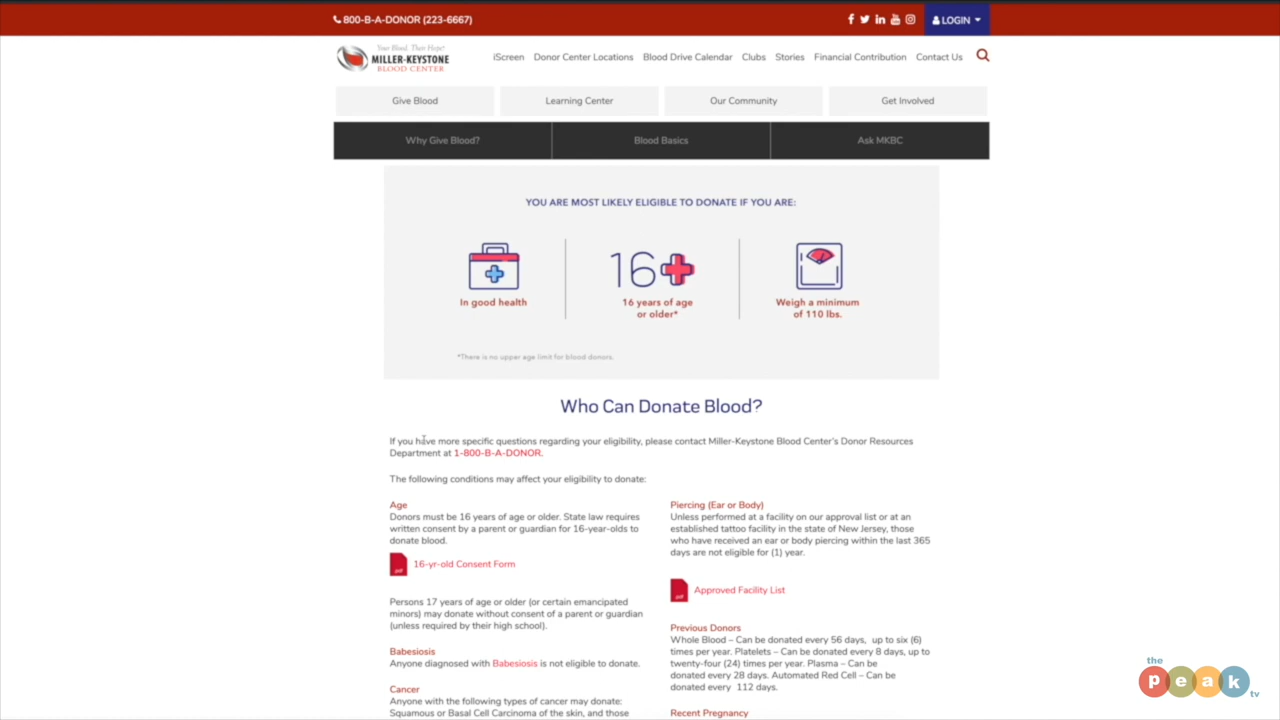 800-B-A-DONOR (223-6667)
LOGIN
Your Blood. Their Hope!
MILLER-KEYSTONE
BLOOD CENTER
iScreen Donor Center Locations Blood Drive Calendar Clubs Stories Financial Contribution Contact Us
Give Blood Learning Center Our Community Get Involved
Why Give Blood? Blood Basics Ask MKBC
YOU ARE MOST LIKELY ELIGIBLE TO DONATE IF YOU ARE:
16
In good health
16 years of age
or older*
Weigh a minimum
of 110 lbs.
*There is no upper age limit for blood donors.
Who Can Donate Blood?
If you have more specific questions regarding your eligibility, please contact Miller-Keystone Blood Center's Donor Resources
Department at 1-800-B-A-DONOR.
The following conditions may affect your eligibility to donate:
Age
Donors must be 16 years of age or older. State law requires
written consent by a parent or guardian for 16-year-olds to
donate blood.
pdf
16-yr-old Consent Form
Persons 17 years of age or older (or certain emancipated
minors) may donate without consent of a parent or guardian
(unless required by their high school).
Babesiosis
Anyone diagnosed with Babesiosis is not eligible to donate.
Cancer
Anyone with the following types of cancer may donate:
Squamous or Basal Cell Carcinoma of the skin, and those
Piercing (Ear or Body)
Unless performed at a facility on our approval list or at an
established tattoo facility in the state of New Jersey, those
who have received an ear or body piercing within the last 365
days are not eligible for (1) year.
pdf
Approved Facility List
Previous Donors
Whole Blood – Can be donated every 56 days, up to six (6)
times per year. Platelets – Can be donated every 8 days, up to
twenty-four (24) times per year. Plasma – Can be
donated every 28 days. Automated Red Cell – Can be
donated every 112 days.
Recent Pregnancy
the
peak
tv